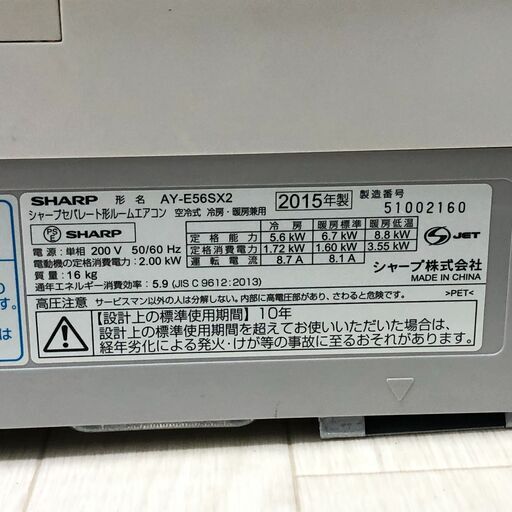 SHARP 形名 AY-E56SX2 2015年製 製造番号
シャープセパレート形ルームエアコン 空冷式 冷房・暖房兼用 51002160
PS E SHARP
電源：単相 200 V 50/60 Hz
電動機の定格消費電力：2.00 kW
質量：16 kg
通年エネルギー消費効率：5.9 (JIS C 9612:2013)
冷房 暖房標準 暖房低温
定格能力 5.6 kW 6.7 kW 8.8 kW
定格消費電力 1.72 kW 1.60 kW 3.55 kW
運転電流 8.7 A 8.1 A
JET
シャープ株式会社
MADE IN CHINA
>PET<
高圧注意 サービスマン以外の人は分解しない。内部に高電圧部があり、さわると危険です。
【設計上の標準使用期間】10年
設計上の標準使用期間を超えてお使いいただいた場合は、
経年劣化による発火・けが等の事故に至るおそれがあります。
の
す。
は